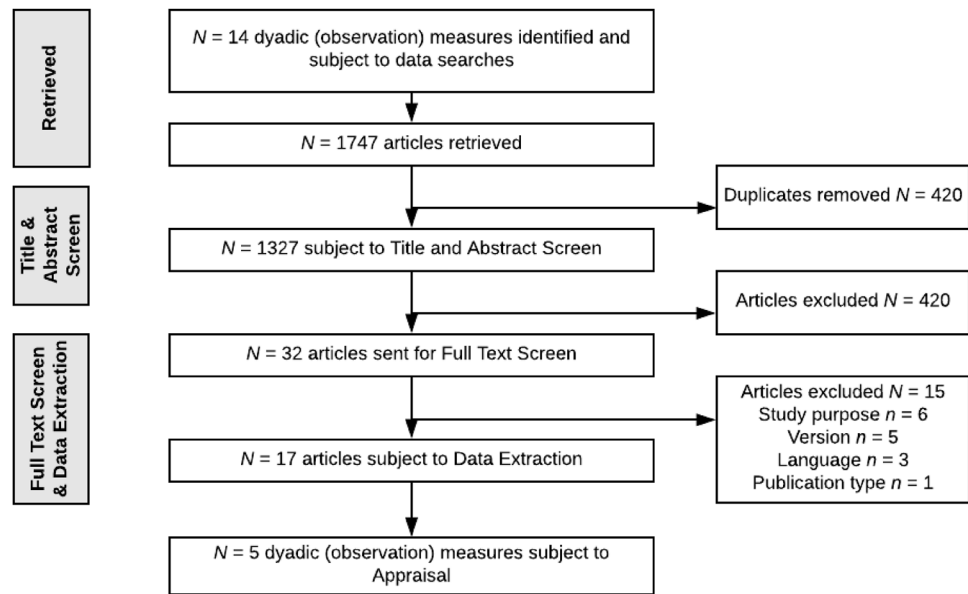 Retrieved
N = 14 dyadic (observation) measures identified and
subject to data searches
N = 1747 articles retrieved
Duplicates removed N = 420
Title &
Abstract
Screen
N = 1327 subject to Title and Abstract Screen
Articles excluded N = 420
Full Text Screen
& Data Extraction
N = 32 articles sent for Full Text Screen
Articles excluded N = 15
Study purpose n = 6
Version n = 5
Language n = 3
Publication type n = 1
N = 17 articles subject to Data Extraction
N = 5 dyadic (observation) measures subject to
Appraisal